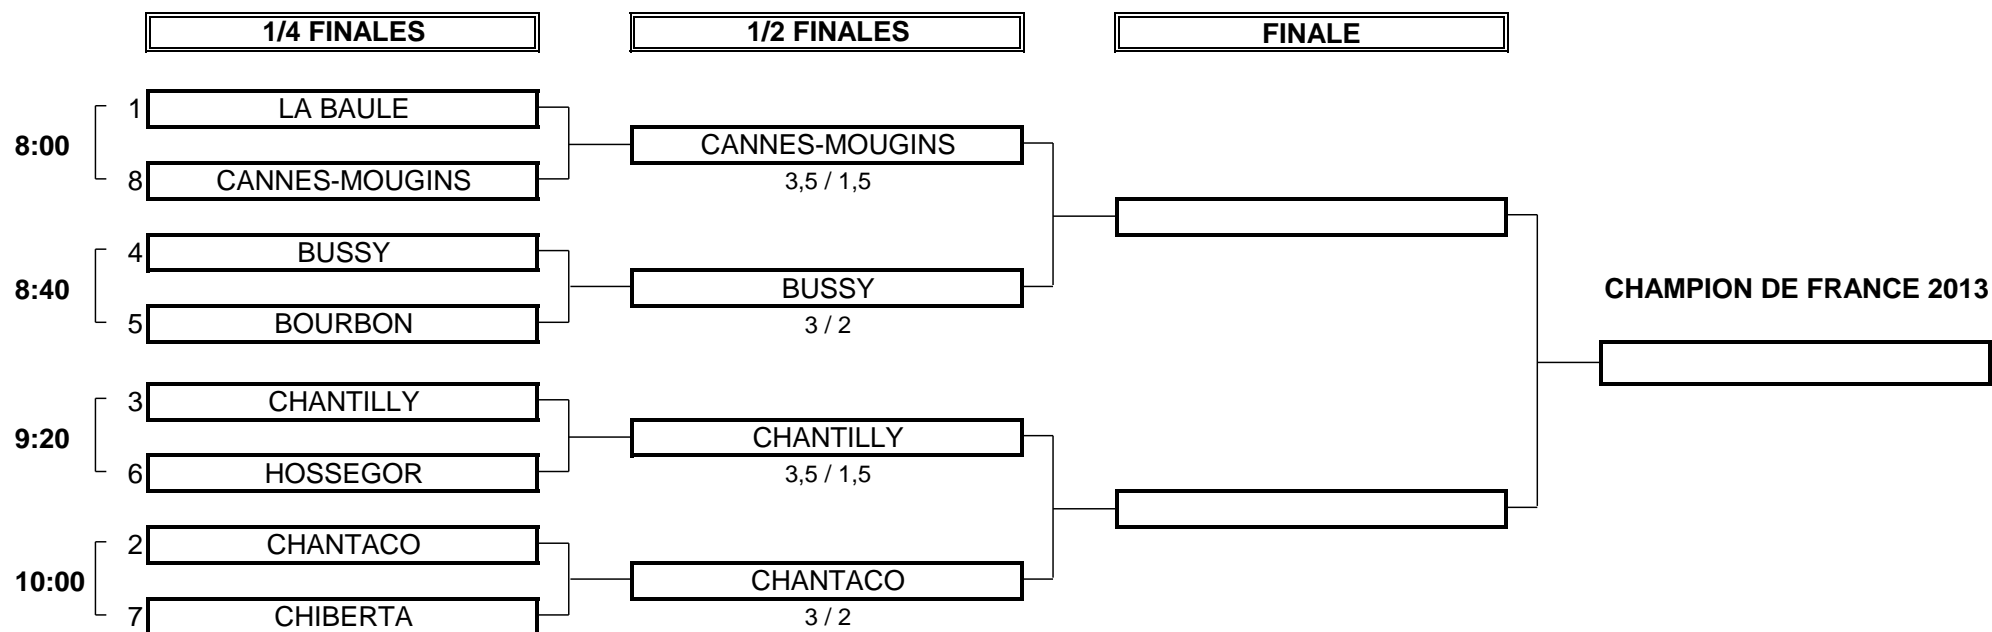 1/4 FINALES
1/2 FINALES
FINALE
1 LA BAULE
8:00
8 CANNES-MOUGINS
CANNES-MOUGINS
3,5 / 1,5
4 BUSSY
8:40
5 BOURBON
BUSSY
3 / 2
CHAMPION DE FRANCE 2013
3 CHANTILLY
9:20
6 HOSSEGOR
CHANTILLY
3,5 / 1,5
2 CHANTACO
10:00
7 CHIBERTA
CHANTACO
3 / 2